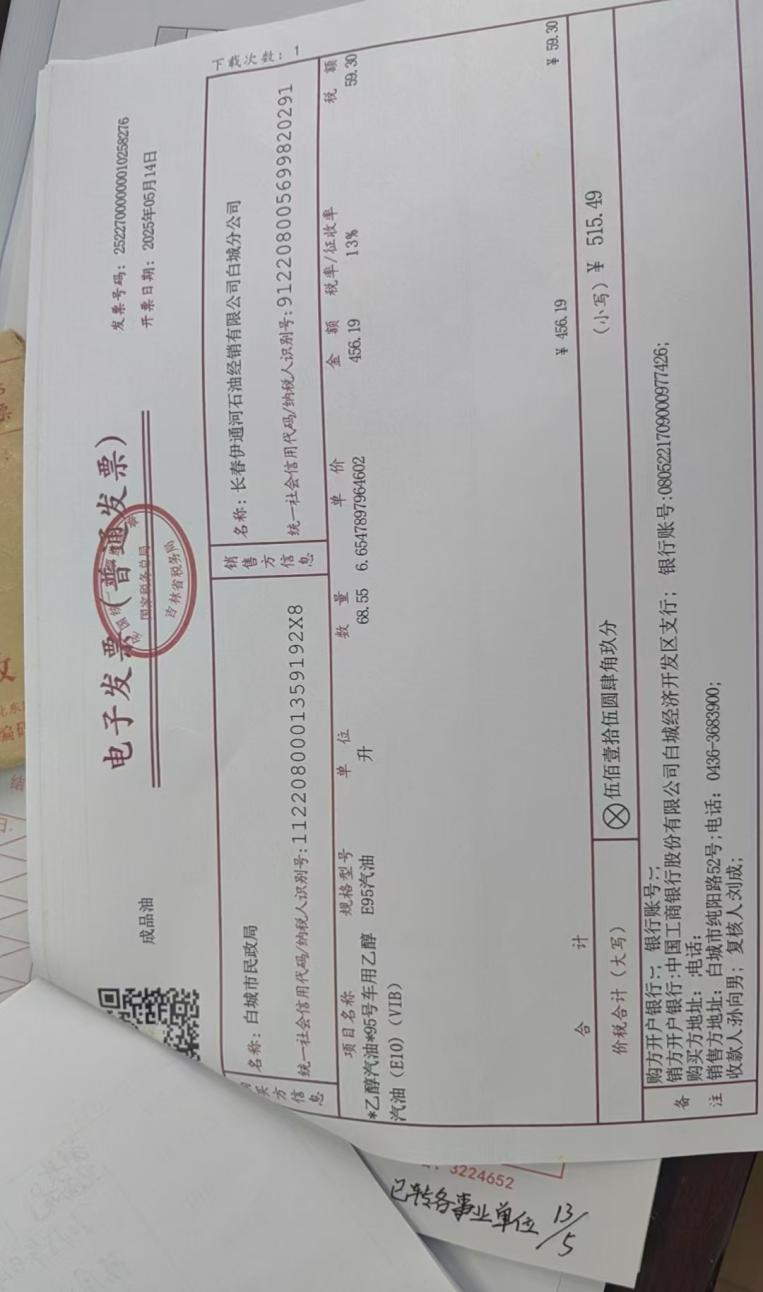 下载次数: 1
电子发票(普通发票)
国家税务总局
吉林省税务局
成品油
发票号码: 25227000000010258276
开票日期: 2025年05月14日
买方信息
名称: 白城市民政局
统一社会信用代码/纳税人识别号:1122080001359192X8
销售方信息
名称: 长春伊通河石油经销有限公司白城分公司
统一社会信用代码/纳税人识别号:912208005699820291
项目名称 规格型号 单位 数量 单价 金额 税率/征收率 税额
*乙醇汽油*95号车用乙醇 E95汽油 升 68.55 6.6547897964602 456.19 13% 59.30
汽油(E10)(VIB)
合计 ¥456.19 ¥59.30
价税合计(大写) 伍佰壹拾伍圆肆角玖分 (小写)¥ 515.49
备注
购方开户银行:; 银行账号:;
销方开户银行:中国工商银行股份有限公司白城经济开发区支行; 银行账号:0805221709000977426;
购买方地址: ;电话:
销售方地址: 白城市纯阳路52号;电话: 0436-3683900;
收款人:孙向男; 复核人:刘成;
3224652
已转各事业单位 13/5